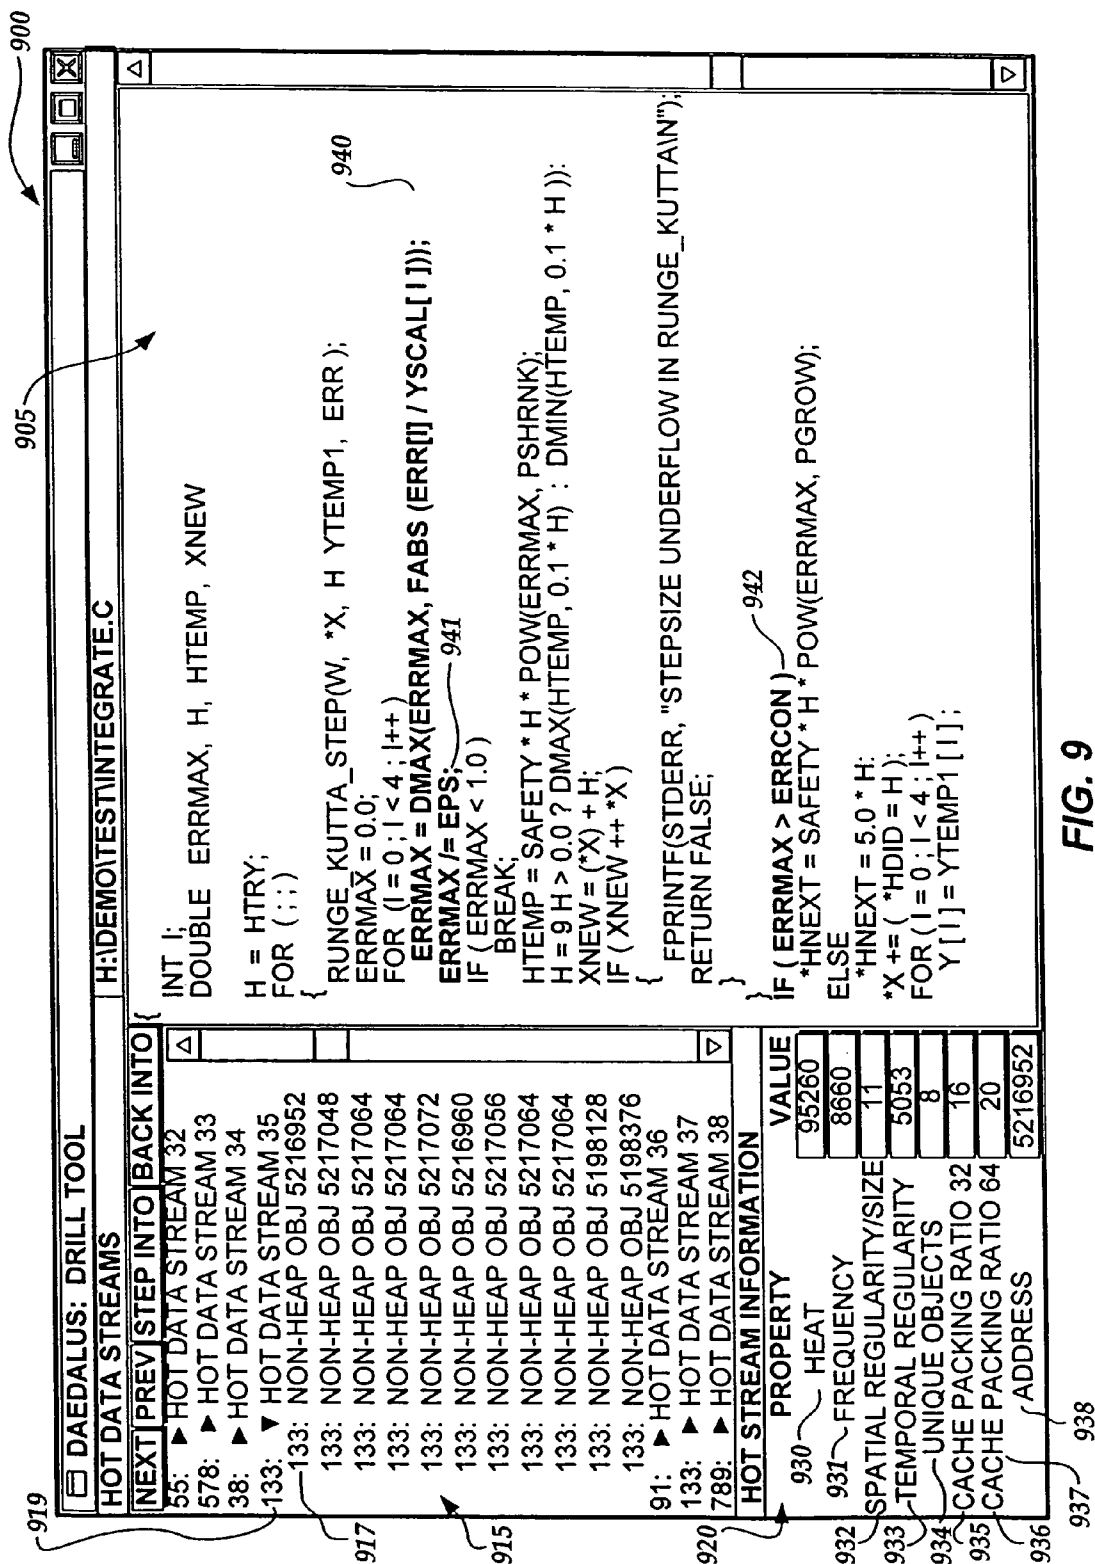 900
905
DAEDALUS: DRILL TOOL
HOT DATA STREAMS
H:\DEMO\TEST\INTEGRATE.C
NEXT PREV STEP INTO BACK INTO
919
55: ▶ HOT DATA STREAM 32
578: ▶ HOT DATA STREAM 33
38: ▶ HOT DATA STREAM 34
133: ▼ HOT DATA STREAM 35
917
133: NON-HEAP OBJ 5216952
133: NON-HEAP OBJ 5217048
133: NON-HEAP OBJ 5217064
133: NON-HEAP OBJ 5217064
133: NON-HEAP OBJ 5217072
133: NON-HEAP OBJ 5216960
915
133: NON-HEAP OBJ 5217056
133: NON-HEAP OBJ 5217064
133: NON-HEAP OBJ 5217064
133: NON-HEAP OBJ 5198128
133: NON-HEAP OBJ 5198376
91: ▶ HOT DATA STREAM 36
133: ▶ HOT DATA STREAM 37
789: ▶ HOT DATA STREAM 38
920
HOT STREAM INFORMATION
PROPERTY VALUE
930 HEAT 95260
931 FREQUENCY 8660
932 SPATIAL REGULARITY/SIZE 11
933 TEMPORAL REGULARITY 5053
934 UNIQUE OBJECTS 8
935 CACHE PACKING RATIO 32 16
936 CACHE PACKING RATIO 64 20
937
938 ADDRESS 5216952
{
INT I;
DOUBLE ERRMAX, H, HTEMP, XNEW
H = HTRY;
FOR ( ; ; )
{
940
RUNGE_KUTTA_STEP(W, *X, H YTEMP1, ERR );
ERRMAX = 0.0;
FOR (I = 0 ; I < 4 ; I++ )
ERRMAX = DMAX(ERRMAX, FABS (ERR[I] / YSCAL[ I ]));
ERRMAX /= EPS; 941
IF ( ERRMAX < 1.0 )
BREAK;
HTEMP = SAFETY * H * POW(ERRMAX, PSHRNK);
H = 9 H > 0.0 ? DMAX(HTEMP, 0.1 * H) : DMIN(HTEMP, 0.1 * H )):
XNEW = (*X) + H;
IF ( XNEW ++ *X )
{
FPRINTF(STDERR, "STEPSIZE UNDERFLOW IN RUNGE_KUTTA\N");
RETURN FALSE;
}
}
IF ( ERRMAX > ERRCON ) 942
*HNEXT = SAFETY * H * POW(ERRMAX, PGROW);
ELSE
*HNEXT = 5.0 * H:
*X += ( *HDID = H );
FOR ( I = 0 ; I < 4 ; I++ )
Y [ I ] = YTEMP1 [ I ] ;
FIG. 9